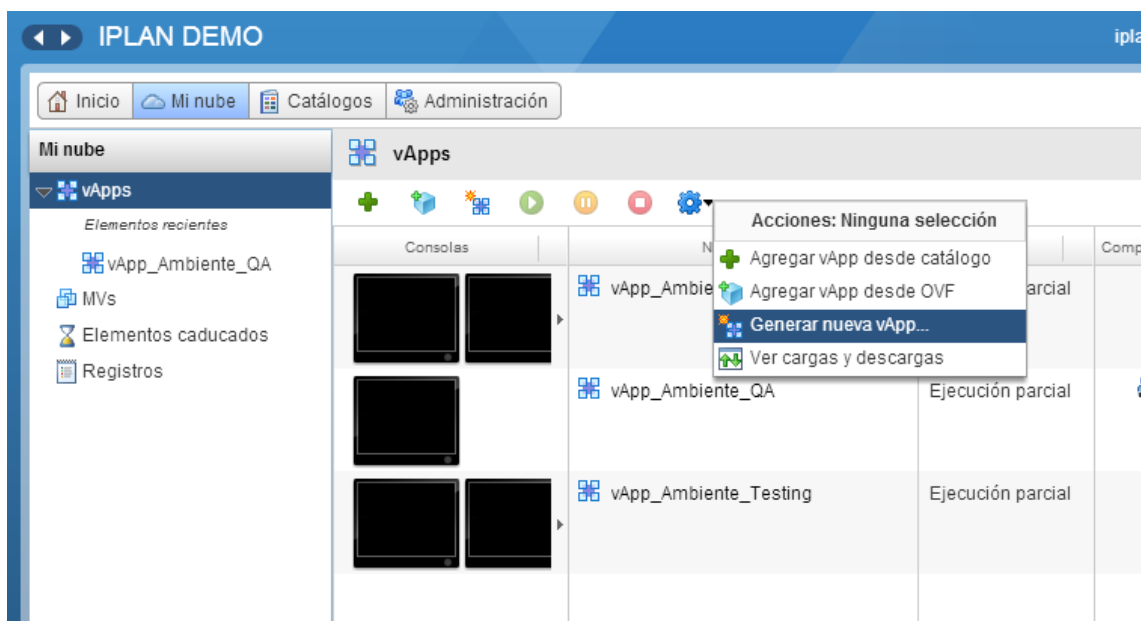 IPLAN DEMO
ipla
Inicio
Mi nube
Catálogos
Administración
Mi nube
vApps
vApps
Elementos recientes
vApp_Ambiente_QA
MVs
Elementos caducados
Registros
Acciones: Ninguna selección
Agregar vApp desde catálogo
Agregar vApp desde OVF
Generar nueva vApp...
Ver cargas y descargas
Consolas
N
Comp
vApp_Ambie
arcial
vApp_Ambiente_QA
Ejecución parcial
vApp_Ambiente_Testing
Ejecución parcial